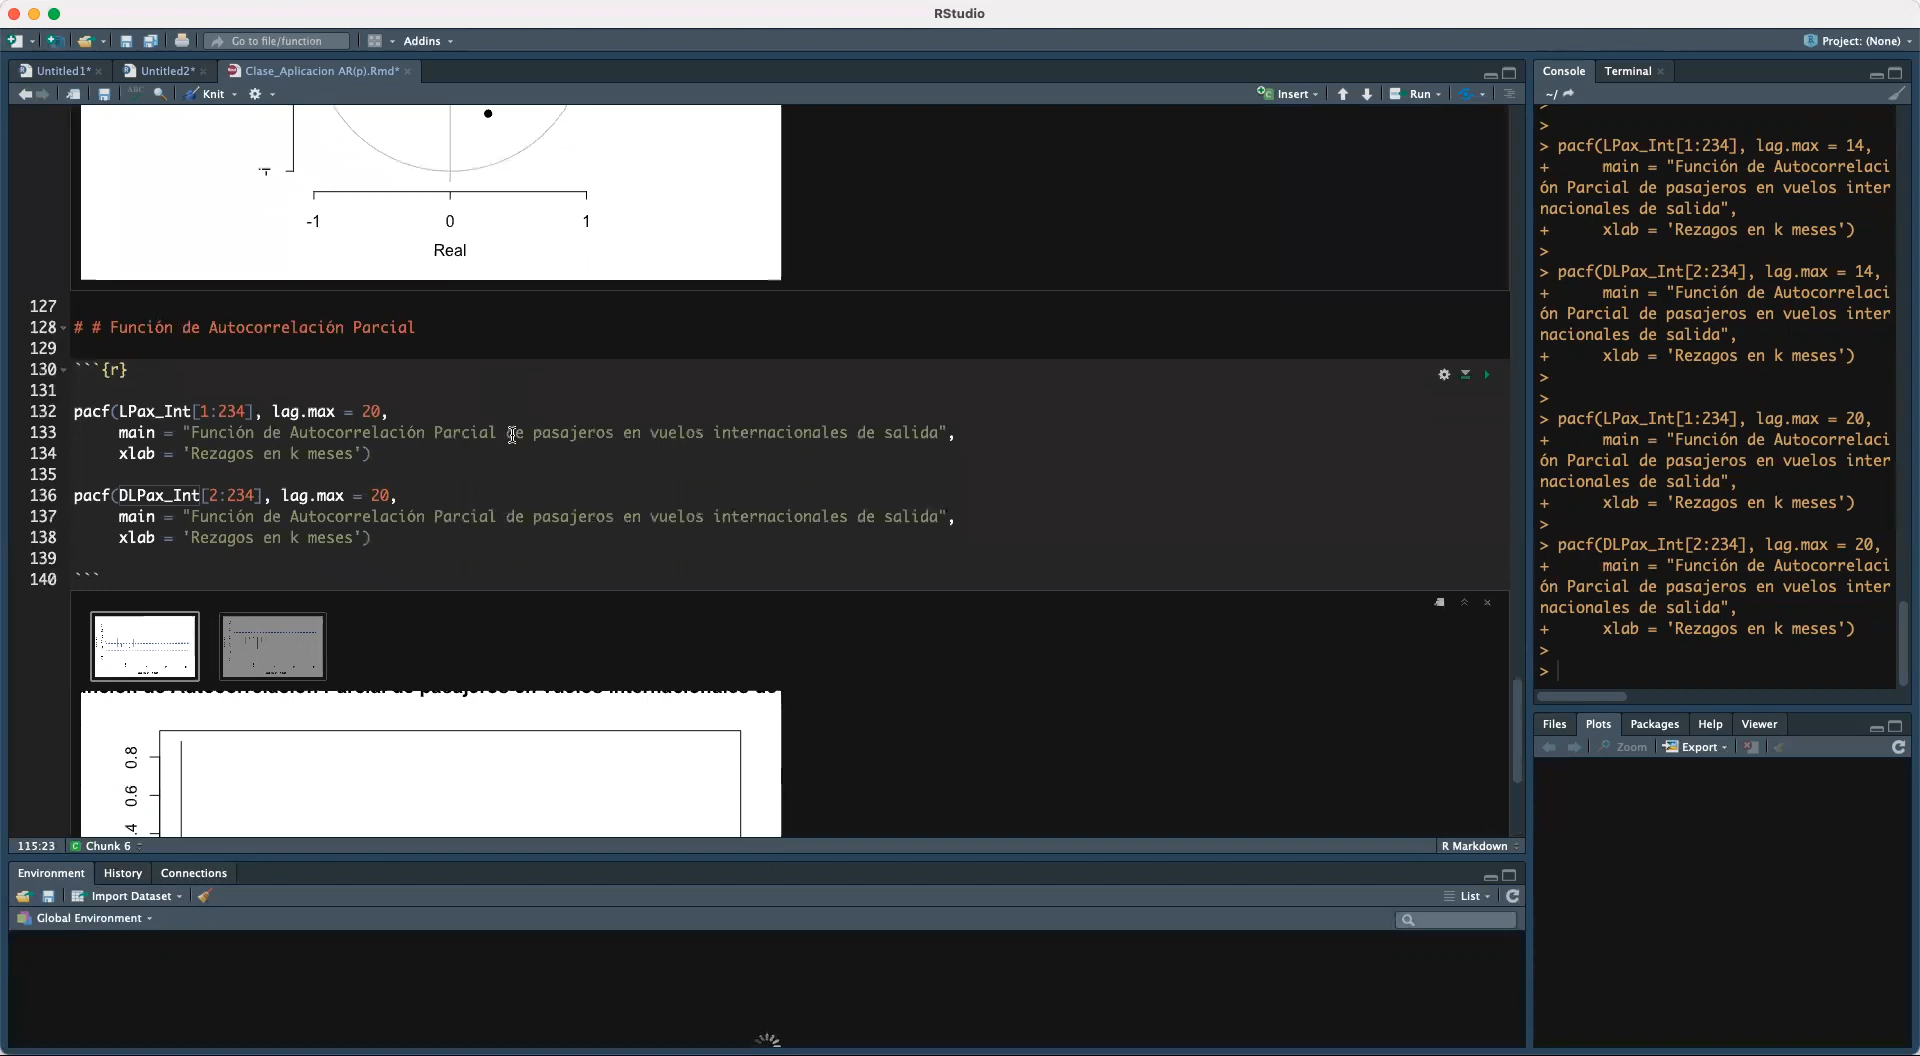 RStudio
Go to file/function
Addins
Project: (None)
Untitled1*
Untitled2*
Clase_Aplicacion AR(p).Rmd*
ABC
Knit
Insert
Run
-1
-1
0
1
Real
127
128 # # Función de Autocorrelación Parcial
129
130 ```{r}
131
132 pacf(LPax_Int[1:234], lag.max = 20,
133 main = "Función de Autocorrelación Parcial de pasajeros en vuelos internacionales de salida",
134 xlab = 'Rezagos en k meses')
135
136 pacf(DLPax_Int[2:234], lag.max = 20,
137 main = "Función de Autocorrelación Parcial de pasajeros en vuelos internacionales de salida",
138 xlab = 'Rezagos en k meses')
139
140 ```
de Autocorrelación Parcial de pasajeros en vuelos internacionales de
0.8
0.6
115:23
Chunk 6
R Markdown
Environment
History
Connections
Import Dataset
List
Global Environment
Console
Terminal
~/
>
>
> pacf(LPax_Int[1:234], lag.max = 14,
+ main = "Función de Autocorrelaci
ón Parcial de pasajeros en vuelos inter
nacionales de salida",
+ xlab = 'Rezagos en k meses')
>
> pacf(DLPax_Int[2:234], lag.max = 14,
+ main = "Función de Autocorrelaci
ón Parcial de pasajeros en vuelos inter
nacionales de salida",
+ xlab = 'Rezagos en k meses')
>
>
> pacf(LPax_Int[1:234], lag.max = 20,
+ main = "Función de Autocorrelaci
ón Parcial de pasajeros en vuelos inter
nacionales de salida",
+ xlab = 'Rezagos en k meses')
>
> pacf(DLPax_Int[2:234], lag.max = 20,
+ main = "Función de Autocorrelaci
ón Parcial de pasajeros en vuelos inter
nacionales de salida",
+ xlab = 'Rezagos en k meses')
>
>
Files
Plots
Packages
Help
Viewer
Zoom
Export